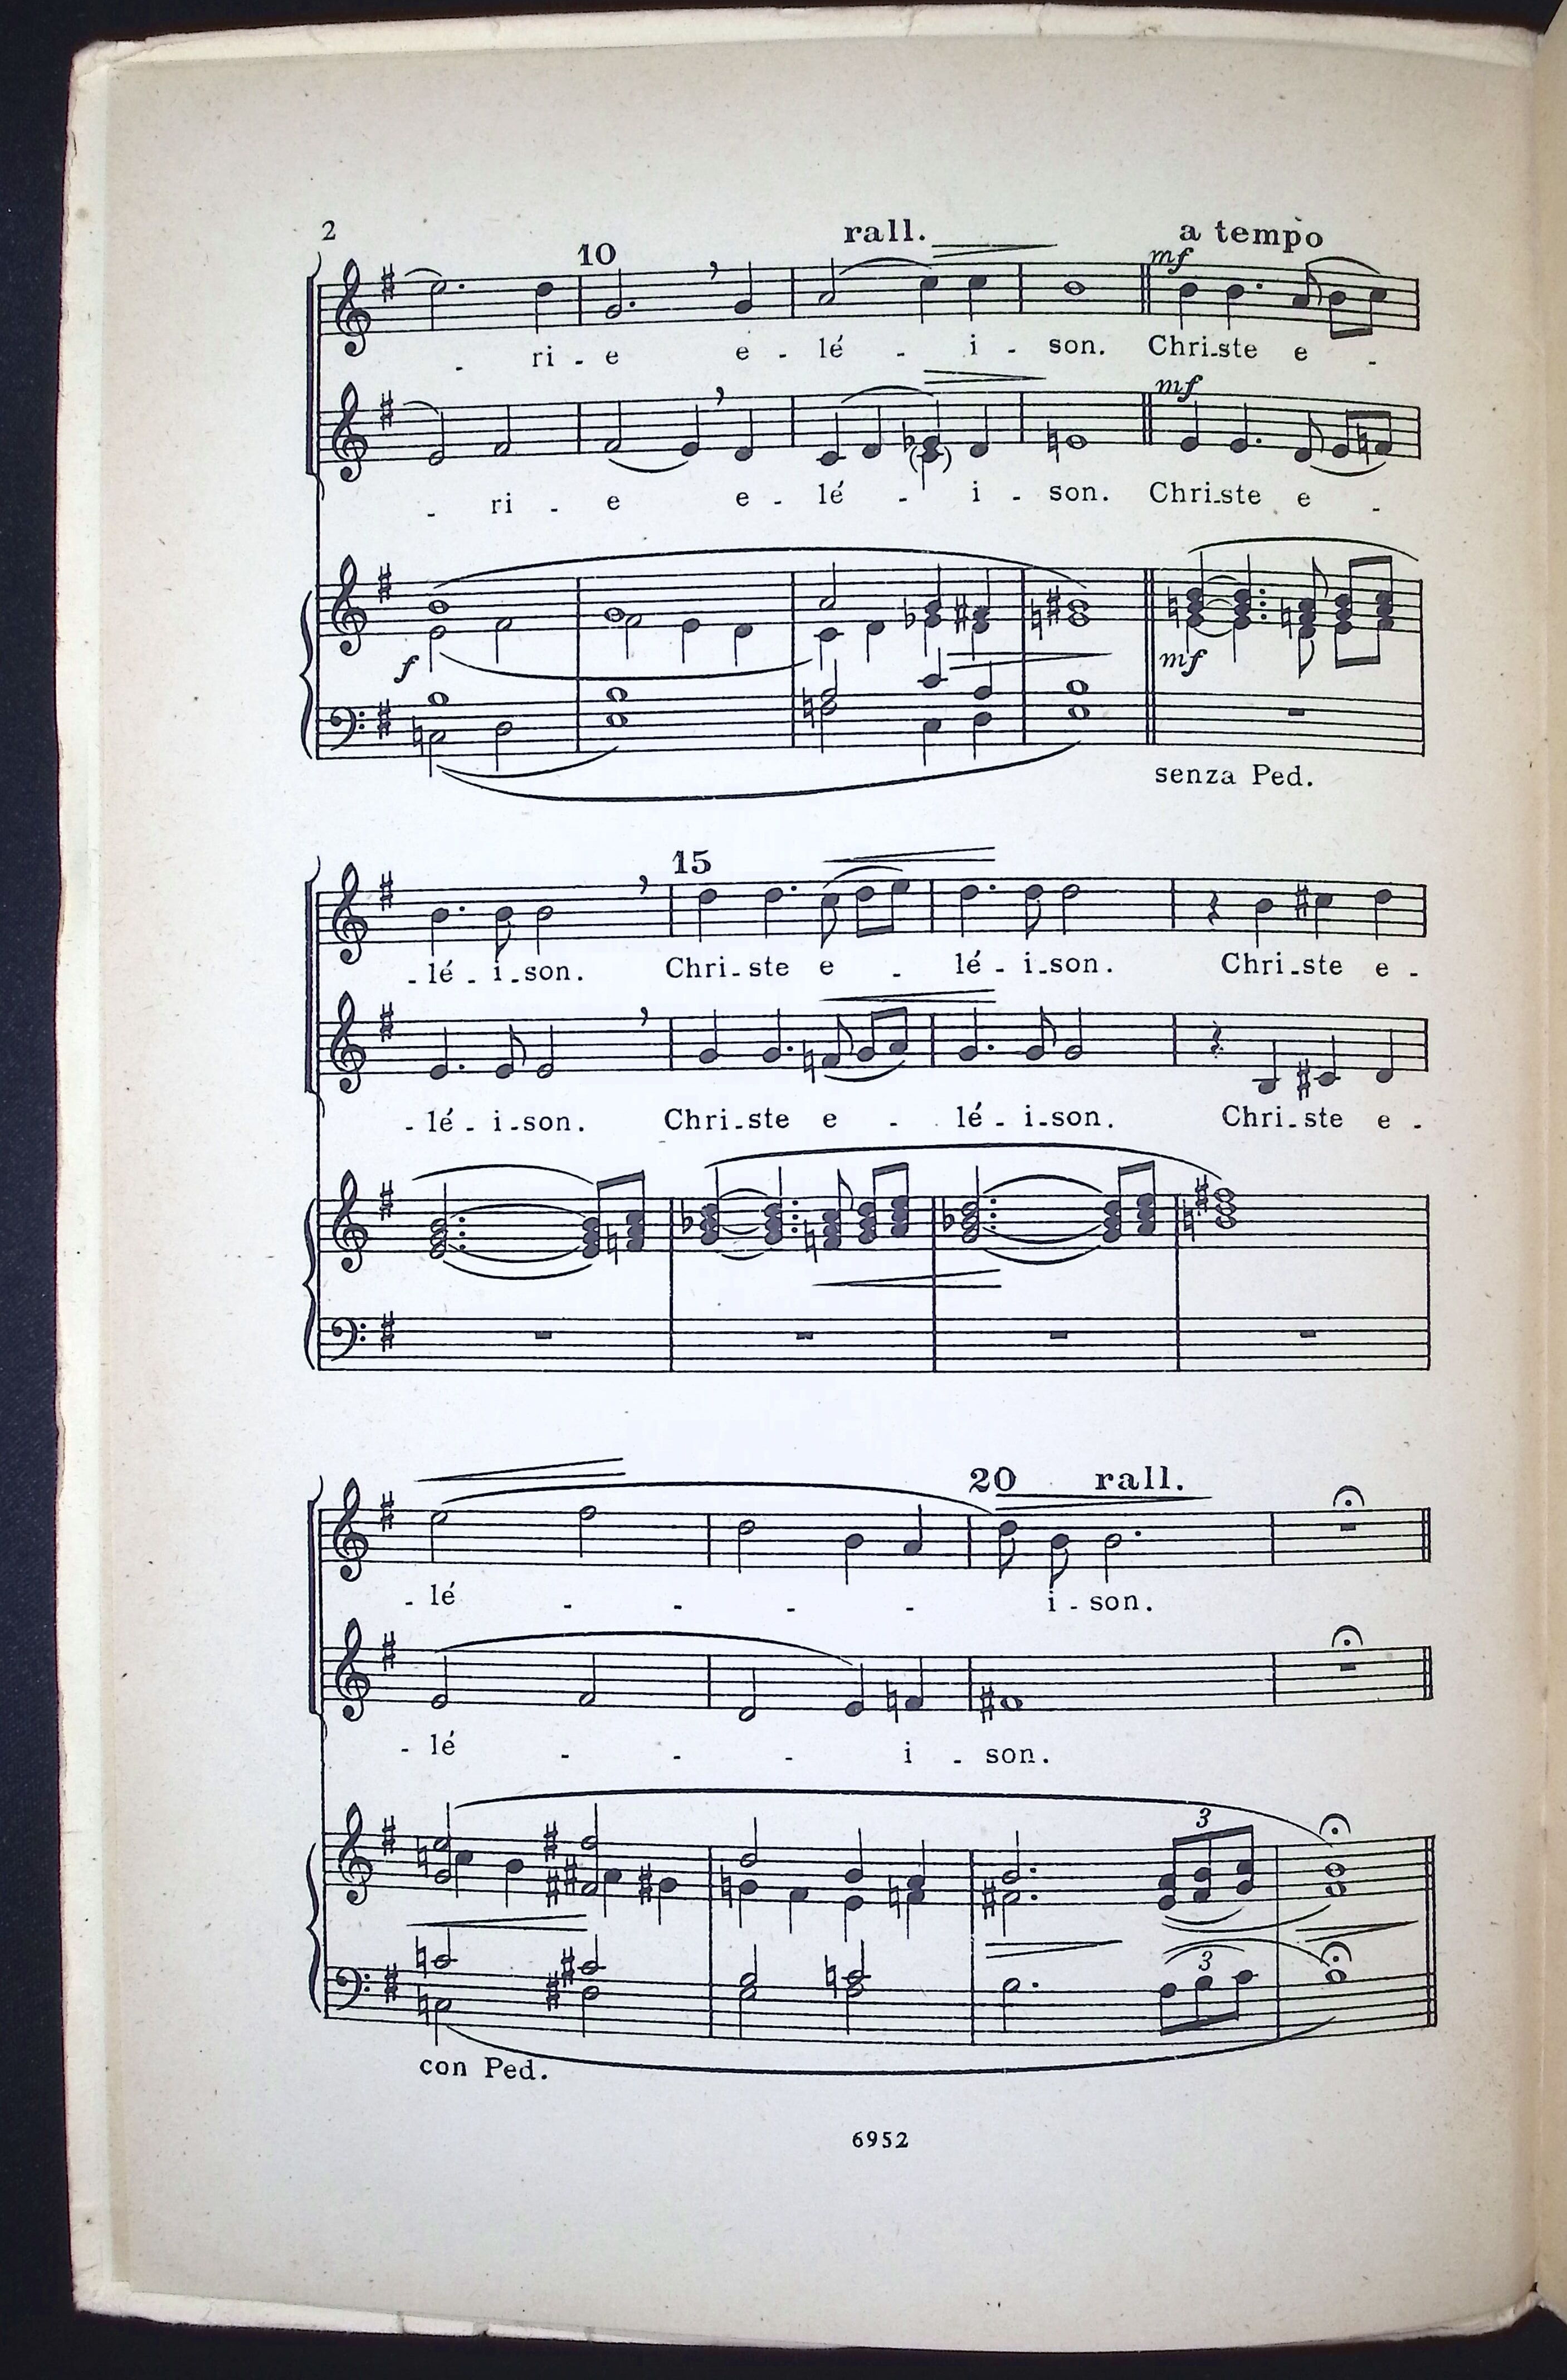 2
rall.
a tempo
10
mf
- ri - e e - lé - i - son. Chri-ste e -
mf
- ri - e e - lé - i - son. Chri-ste e -
f
mf
senza Ped.
15
- lé - i-son. Chri-ste e - lé - i-son. Chri-ste e -
- lé - i-son. Chri-ste e - lé - i-son. Chri-ste e -
20 rall.
- lé - - - - i - son.
- lé - - - i - son.
3
3
con Ped.
6952